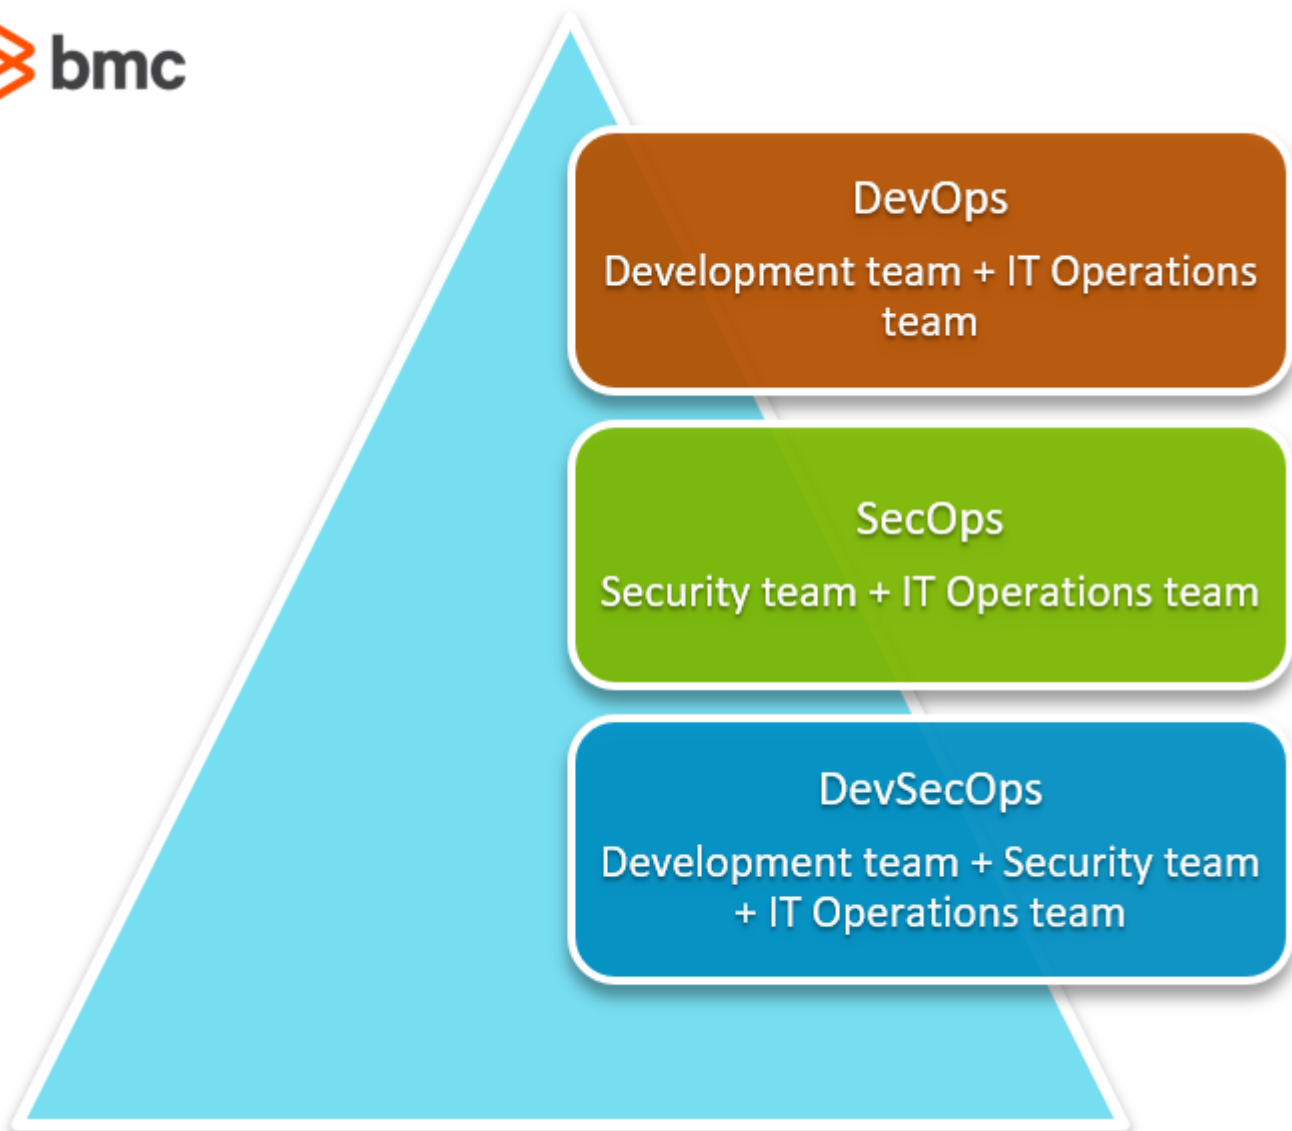 bmc
DevOps
Development team + IT Operations
team
SecOps
Security team + IT Operations team
DevSecOps
Development team + Security team
+ IT Operations team